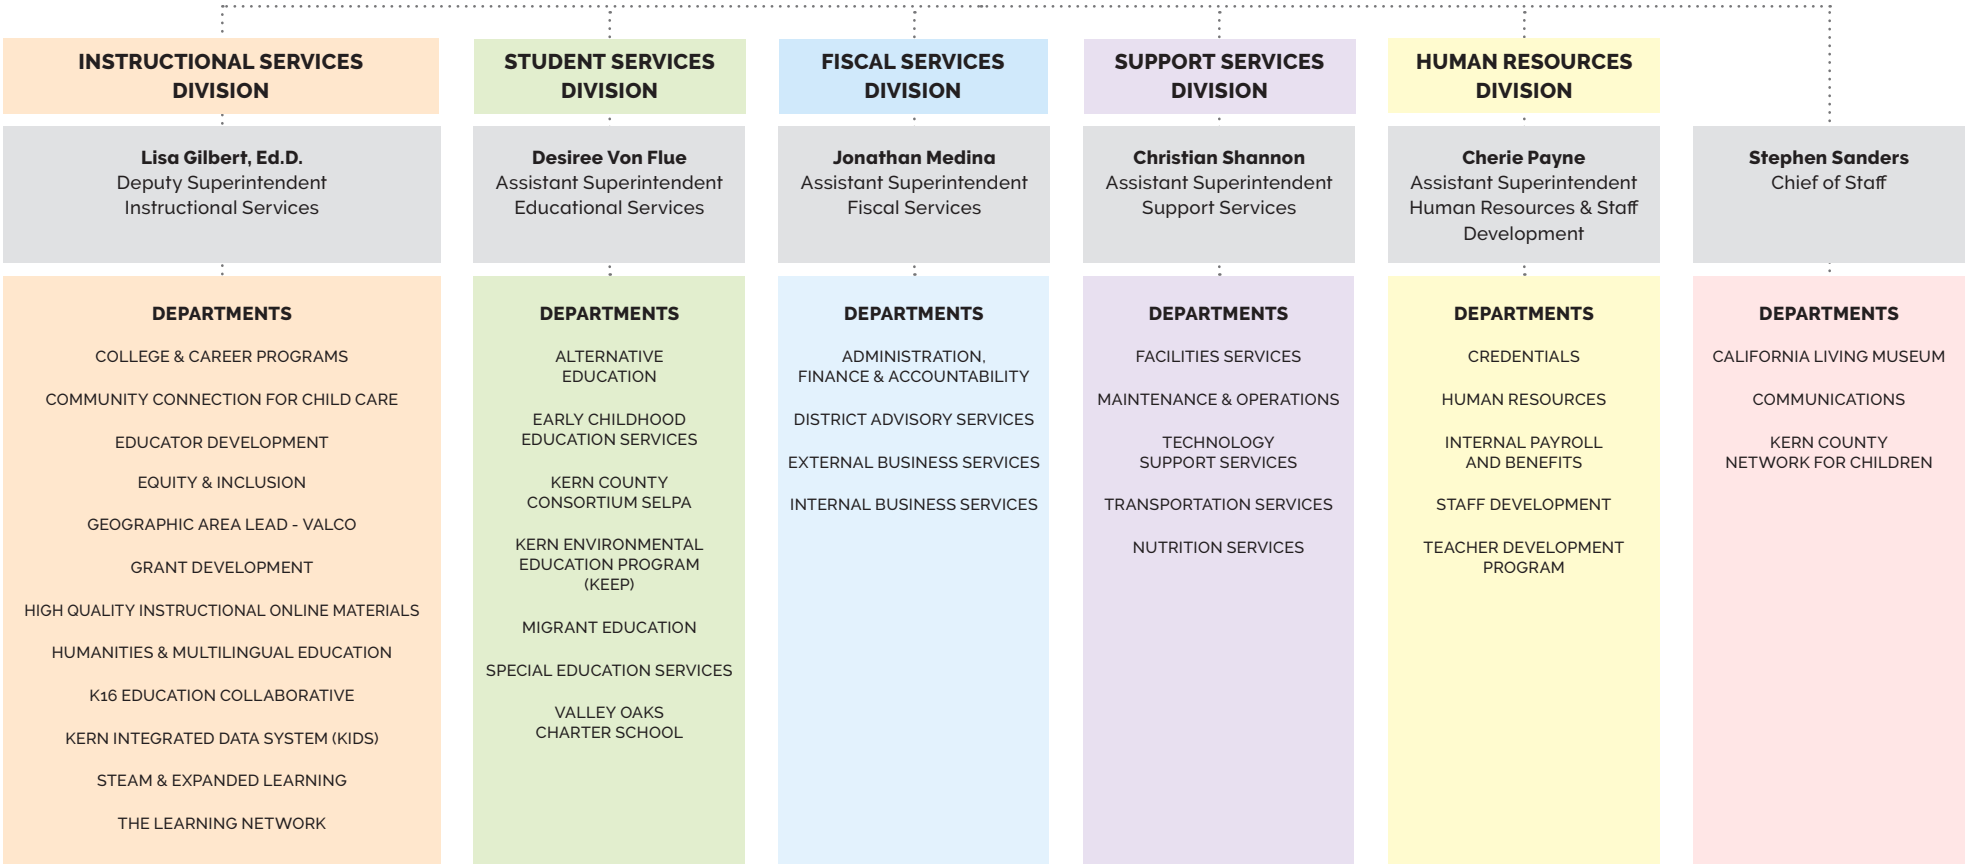 INSTRUCTIONAL SERVICES
DIVISION
Lisa Gilbert, Ed.D.
Deputy Superintendent
Instructional Services
DEPARTMENTS
COLLEGE & CAREER PROGRAMS
COMMUNITY CONNECTION FOR CHILD CARE
EDUCATOR DEVELOPMENT
EQUITY & INCLUSION
GEOGRAPHIC AREA LEAD - VALCO
GRANT DEVELOPMENT
HIGH QUALITY INSTRUCTIONAL ONLINE MATERIALS
HUMANITIES & MULTILINGUAL EDUCATION
K16 EDUCATION COLLABORATIVE
KERN INTEGRATED DATA SYSTEM (KIDS)
STEAM & EXPANDED LEARNING
THE LEARNING NETWORK
STUDENT SERVICES
DIVISION
Desiree Von Flue
Assistant Superintendent
Educational Services
DEPARTMENTS
ALTERNATIVE
EDUCATION
EARLY CHILDHOOD
EDUCATION SERVICES
KERN COUNTY
CONSORTIUM SELPA
KERN ENVIRONMENTAL
EDUCATION PROGRAM
(KEEP)
MIGRANT EDUCATION
SPECIAL EDUCATION SERVICES
VALLEY OAKS
CHARTER SCHOOL
FISCAL SERVICES
DIVISION
Jonathan Medina
Assistant Superintendent
Fiscal Services
DEPARTMENTS
ADMINISTRATION,
FINANCE & ACCOUNTABILITY
DISTRICT ADVISORY SERVICES
EXTERNAL BUSINESS SERVICES
INTERNAL BUSINESS SERVICES
SUPPORT SERVICES
DIVISION
Christian Shannon
Assistant Superintendent
Support Services
DEPARTMENTS
FACILITIES SERVICES
MAINTENANCE & OPERATIONS
TECHNOLOGY
SUPPORT SERVICES
TRANSPORTATION SERVICES
NUTRITION SERVICES
HUMAN RESOURCES
DIVISION
Cherie Payne
Assistant Superintendent
Human Resources & Staff
Development
DEPARTMENTS
CREDENTIALS
HUMAN RESOURCES
INTERNAL PAYROLL
AND BENEFITS
STAFF DEVELOPMENT
TEACHER DEVELOPMENT
PROGRAM
Stephen Sanders
Chief of Staff
DEPARTMENTS
CALIFORNIA LIVING MUSEUM
COMMUNICATIONS
KERN COUNTY
NETWORK FOR CHILDREN